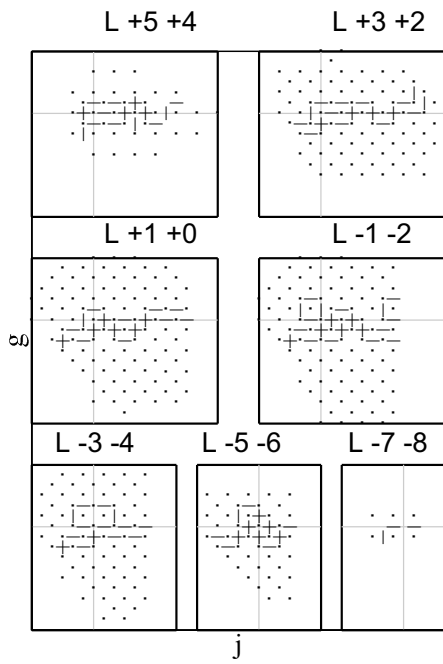 L +5 +4
L +3 +2
L +1 +0
L -1 -2
g
L -3 -4
L -5 -6
L -7 -8
j